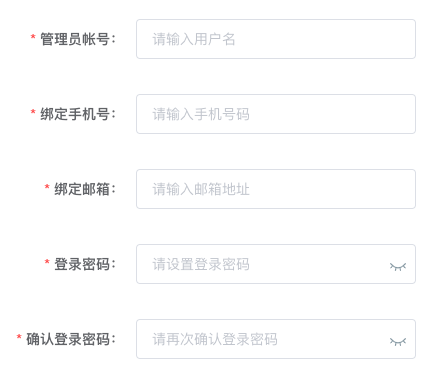 * 管理员帐号： 请输入用户名
* 绑定手机号： 请输入手机号码
* 绑定邮箱： 请输入邮箱地址
* 登录密码： 请设置登录密码
* 确认登录密码： 请再次确认登录密码